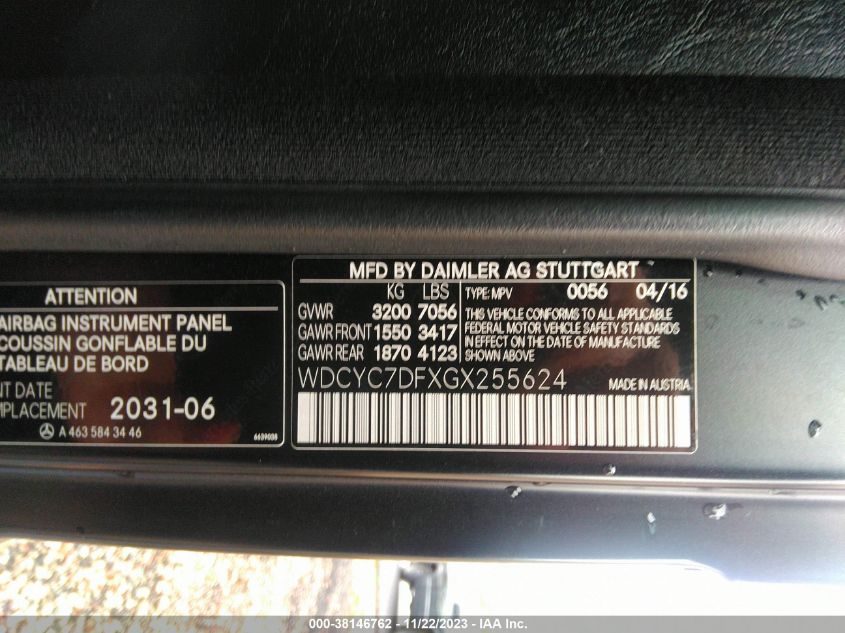 ATTENTION
AIRBAG INSTRUMENT PANEL
COUSSIN GONFLABLE DU
TABLEAU DE BORD
NT DATE
MPLACEMENT 2031-06
A 463 584 34 46
6639038
MFD BY DAIMLER AG STUTTGART
KG LBS
GVWR 3200 7056
GAWR FRONT 1550 3417
GAWR REAR 1870 4123
TYPE: MPV 0056 04/16
THIS VEHICLE CONFORMS TO ALL APPLICABLE
FEDERAL MOTOR VEHICLE SAFETY STANDARDS
IN EFFECT ON THE DATE OF MANUFACTURE
SHOWN ABOVE
WDCYC7DFXGX255624 MADE IN AUSTRIA
000-38146762 - 11/22/2023 - IAA Inc.